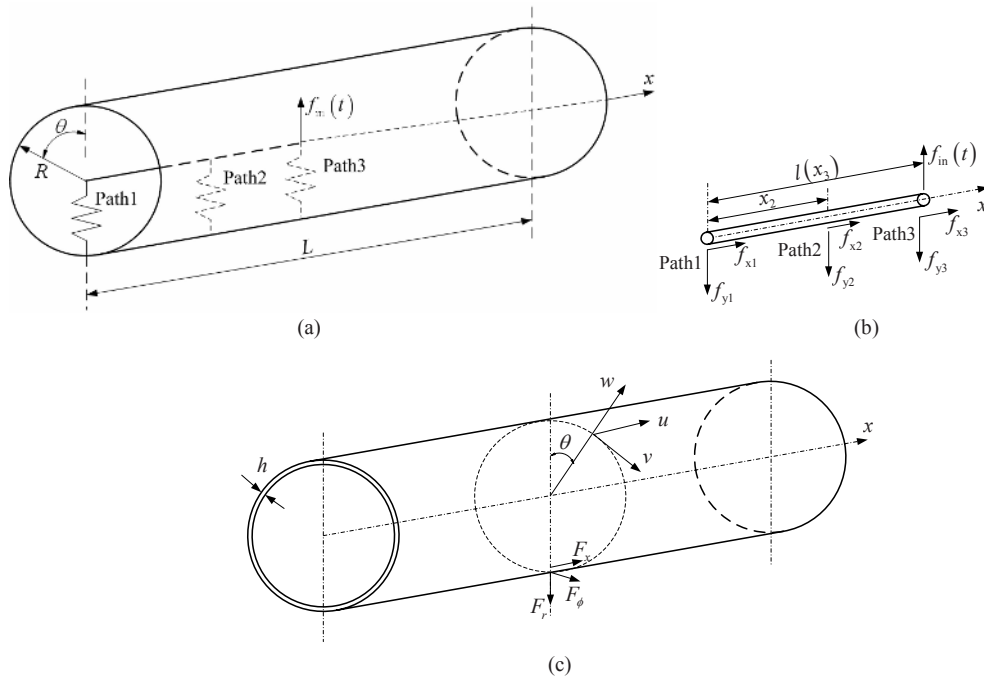 x
f_in(t)
θ
R
Path1
Path2
Path3
L
(a)
f_in(t)
l(x_3)
x
x_2
Path1
f_x1
Path2
f_x2
Path3
f_x3
f_y1
f_y2
f_y3
(b)
w
u
θ
x
v
h
F_x
F_r
F_ϕ
(c)